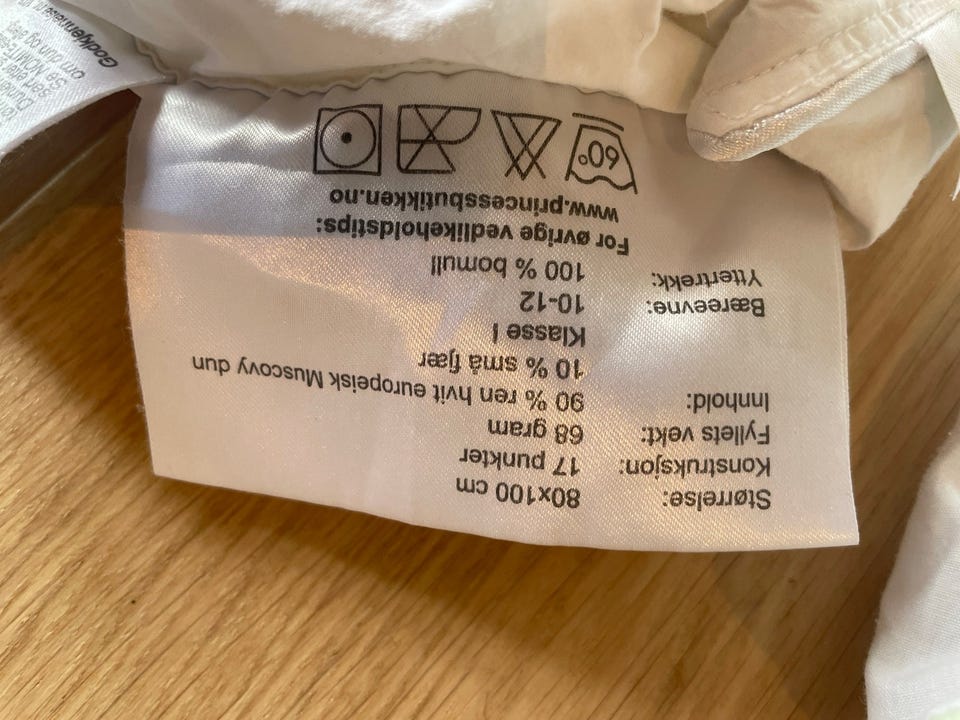 Størrelse: 80x100 cm
Konstruksjon: 17 punkter
Fyllets vekt: 68 gram
Innhold: 90 % ren hvit europeisk Muscovy dun
10 % små fjær
Klasse I
Bæreevne: 10-12
Yttertrekk: 100 % bomull
For øvrige vedlikeholdstips:
www.princessbutikken.no
60°